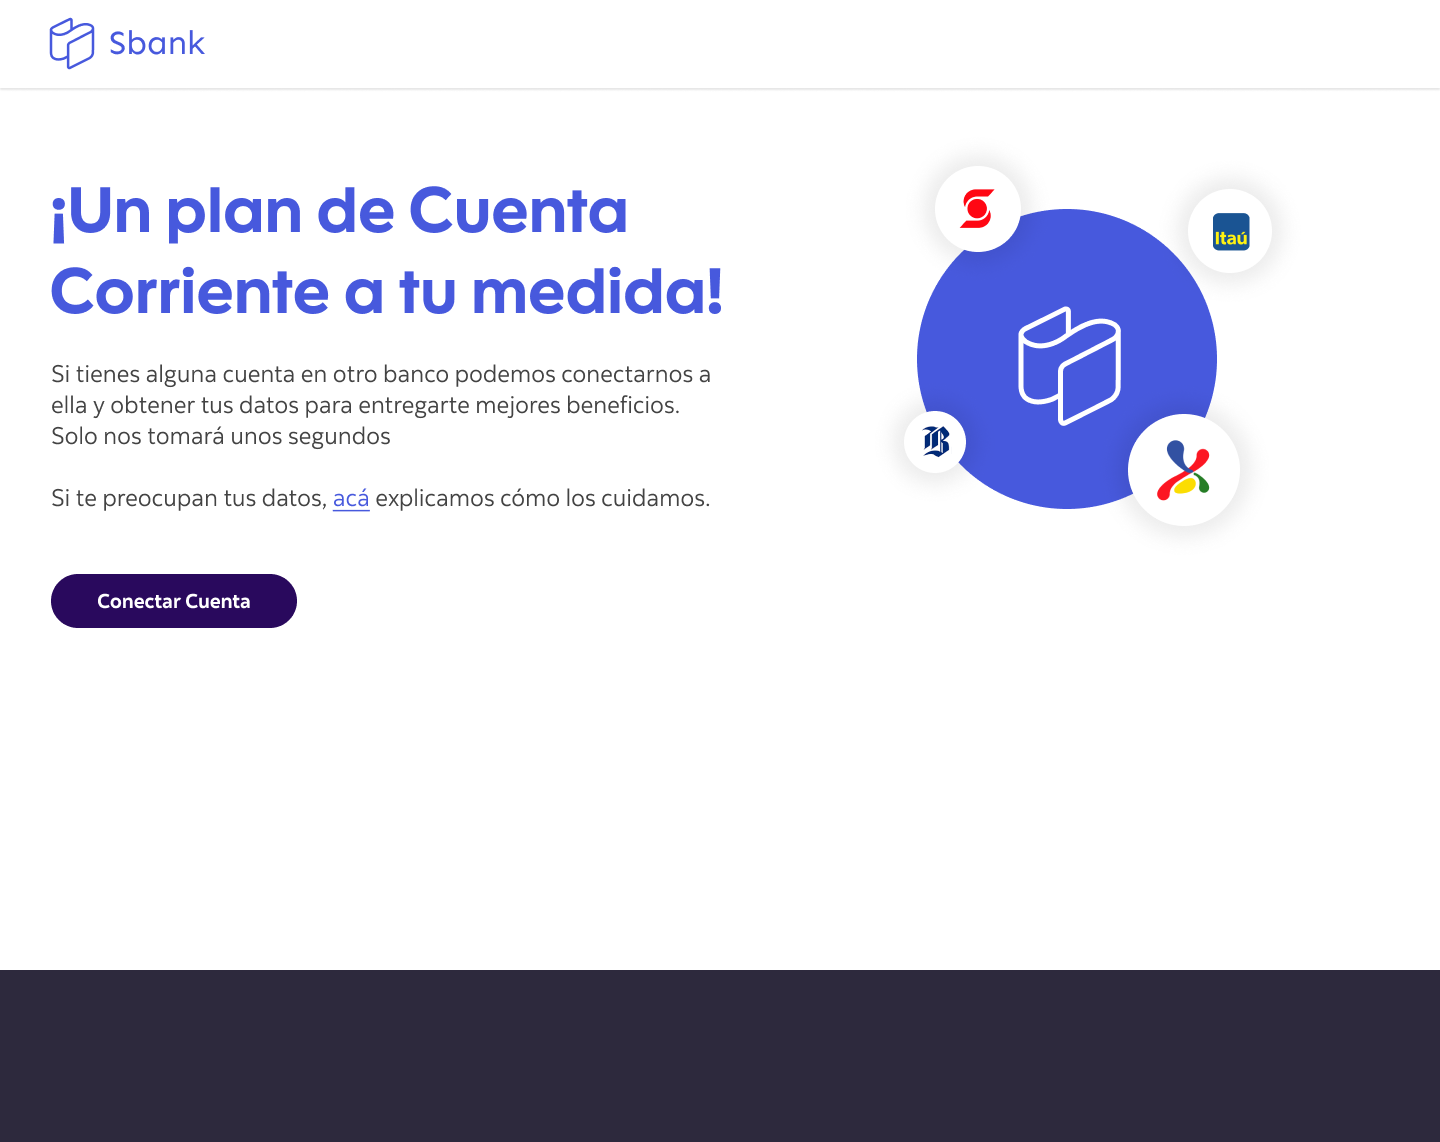 Sbank
¡Un plan de Cuenta
Corriente a tu medida!
Si tienes alguna cuenta en otro banco podemos conectarnos a
ella y obtener tus datos para entregarte mejores beneficios.
Solo nos tomará unos segundos
Si te preocupan tus datos, acá explicamos cómo los cuidamos.
Conectar Cuenta
S
Itaú
B